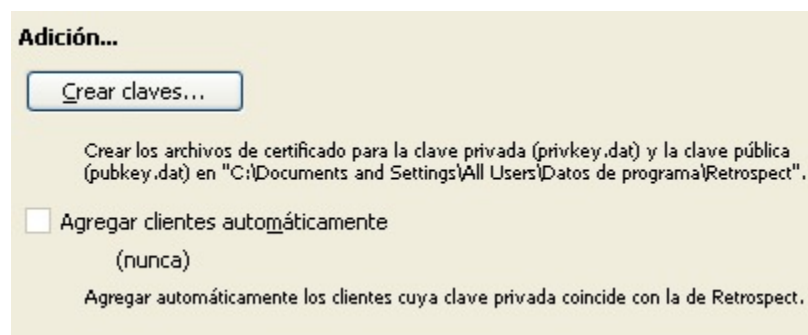 Adición...
Crear claves...
Crear los archivos de certificado para la clave privada (privkey.dat) y la clave pública
(pubkey.dat) en "C:\Documents and Settings\All Users\Datos de programa\Retrospect".
Agregar clientes automáticamente
(nunca)
Agregar automáticamente los clientes cuya clave privada coincide con la de Retrospect.